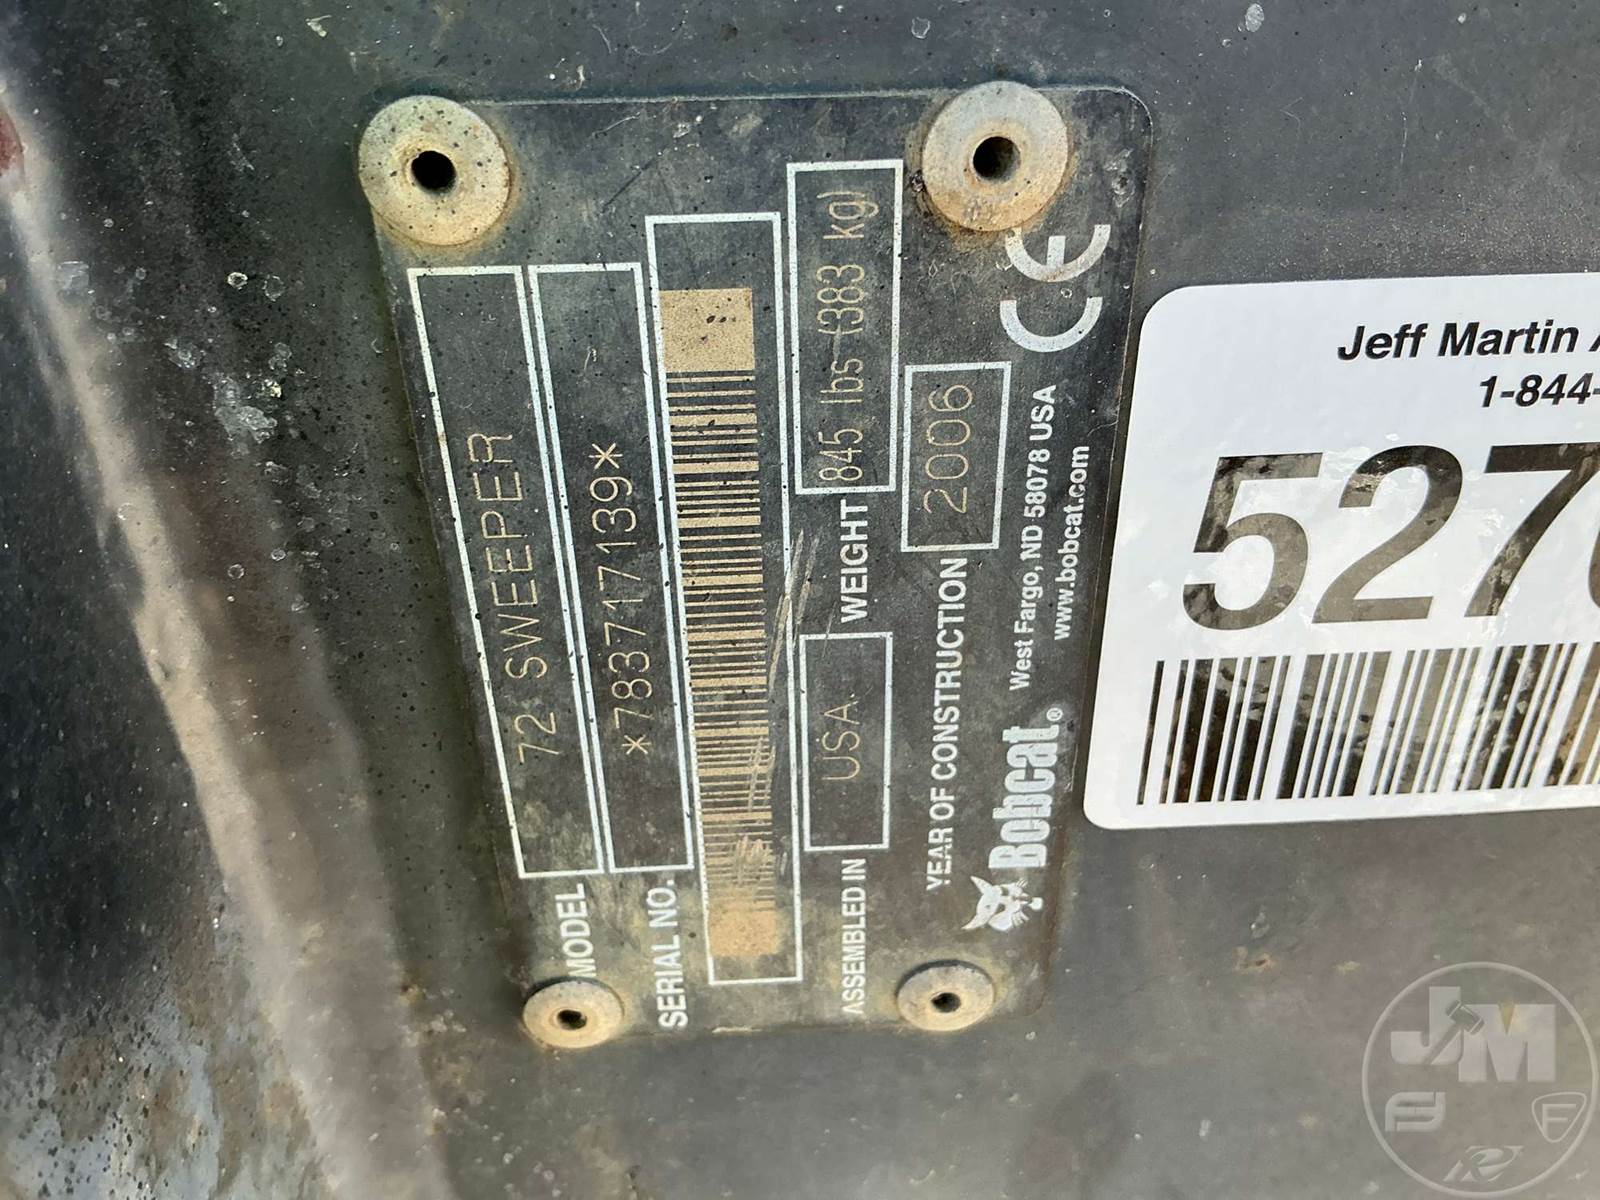 MODEL 72 SWEEPER
SERIAL NO. *783717139*
ASSEMBLED IN USA
WEIGHT 845 lbs (383 kg)
YEAR OF CONSTRUCTION 2006
Bobcat®
West Fargo, ND 58078 USA
www.bobcat.com
CE
Jeff Martin
1-844-
527
JM